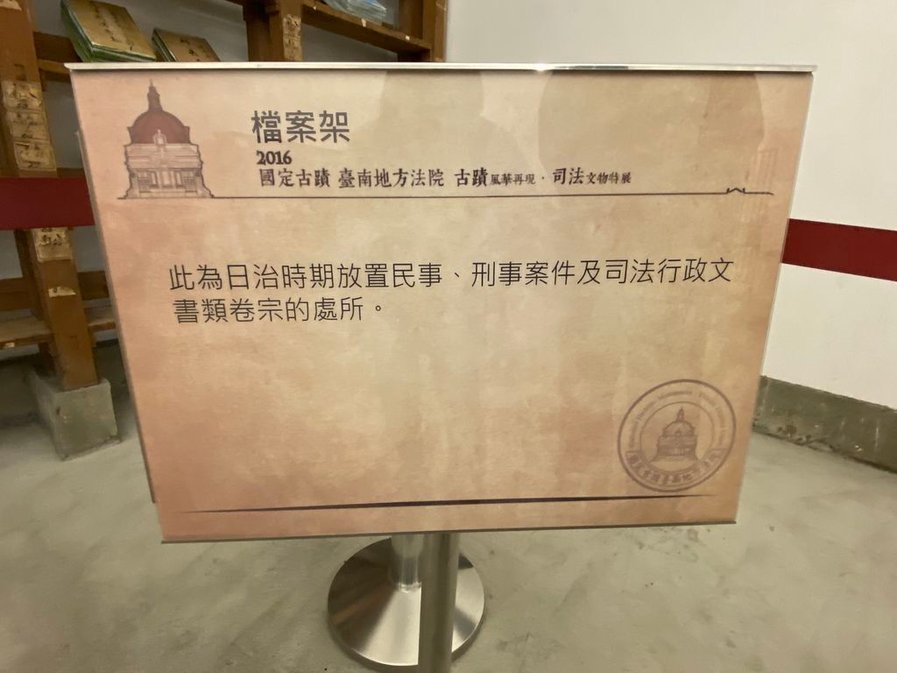 檔案架
2016
國定古蹟 臺南地方法院 古蹟風華再現・司法文物特展
此為日治時期放置民事、刑事案件及司法行政文
書類卷宗的處所。